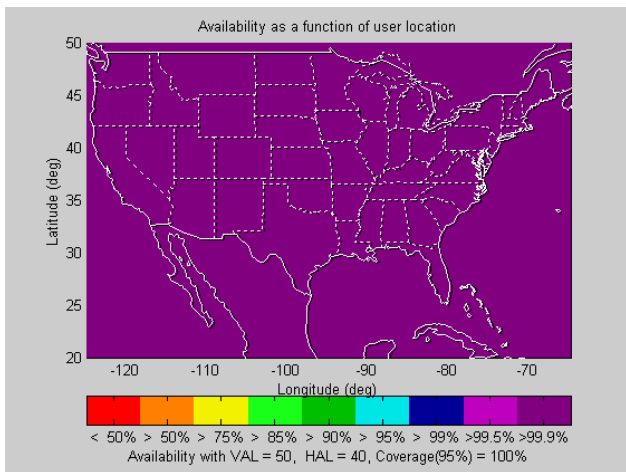 Availability as a function of user location
50
45
40
35
30
25
20
Latitude (deg)
-120 -110 -100 -90 -80 -70
Longitude (deg)
< 50% > 50% > 75% > 85% > 90% > 95% > 99% >99.5% >99.9%
Availability with VAL = 50, HAL = 40, Coverage(95%) = 100%